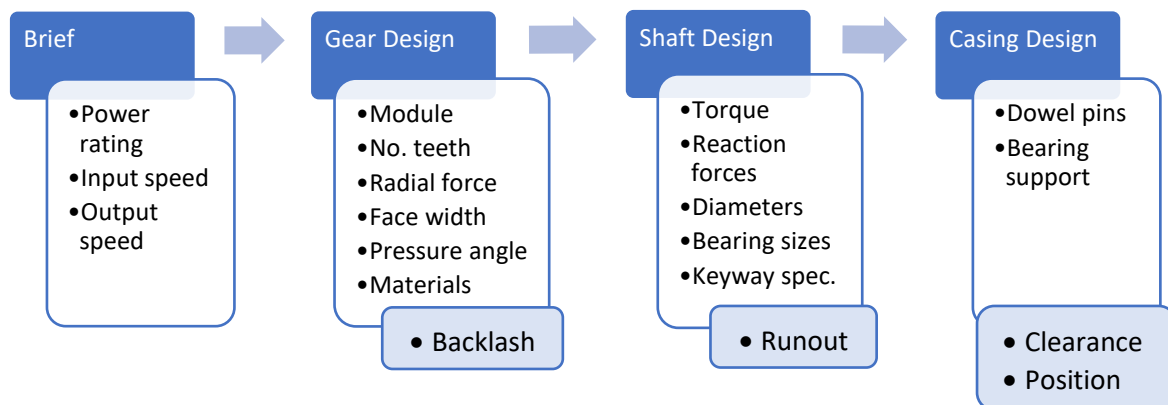 Brief
•Power
rating
•Input speed
•Output
speed
Gear Design
•Module
•No. teeth
•Radial force
•Face width
•Pressure angle
•Materials
• Backlash
Shaft Design
•Torque
•Reaction
forces
•Diameters
•Bearing sizes
•Keyway spec.
• Runout
Casing Design
•Dowel pins
•Bearing
support
• Clearance
• Position